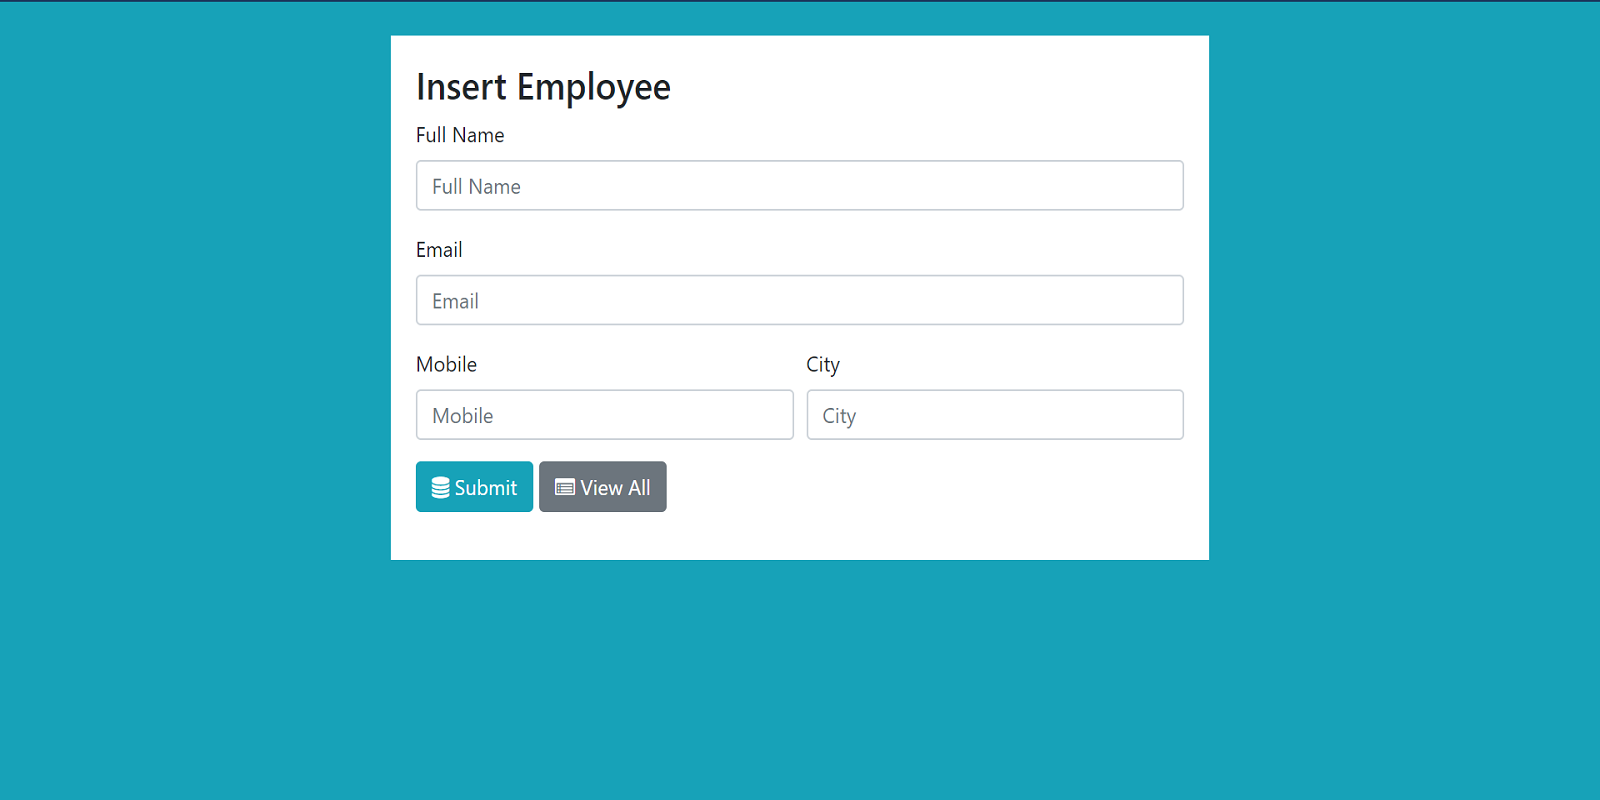 Insert Employee
Full Name
Full Name
Email
Email
Mobile City
Mobile City
Submit View All